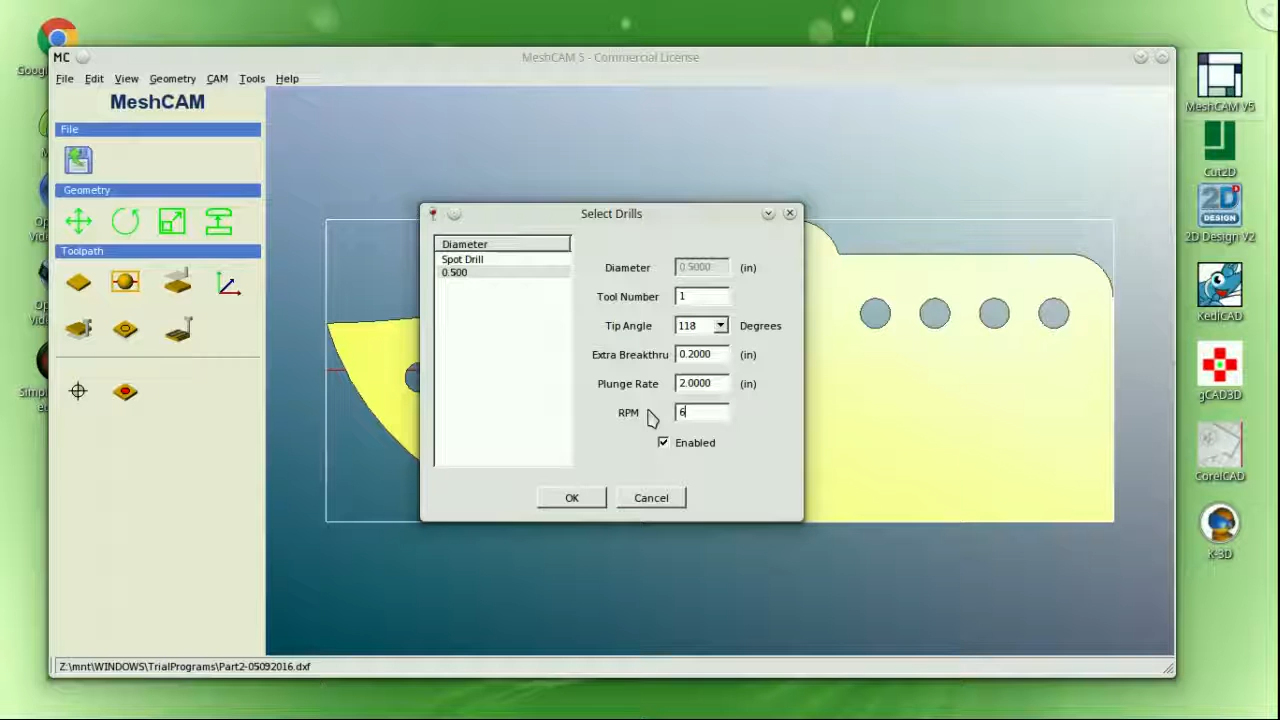 MC
MeshCAM 5 - Commercial License
File Edit View Geometry CAM Tools Help
MeshCAM
File
Geometry
Toolpath
Select Drills
Diameter
Spot Drill
0.500
Diameter 0.5000 (in)
Tool Number 1
Tip Angle 118 Degrees
Extra Breakthru 0.2000 (in)
Plunge Rate 2.0000 (in)
RPM 6
Enabled
OK Cancel
Z:\mnt\WINDOWS\TrialPrograms\Part2-05092016.dxf
MeshCAM V5
Cut2D
2D
DESIGN
2D Design V2
KediCAD
gCAD3D
CorelCAD
K-3D